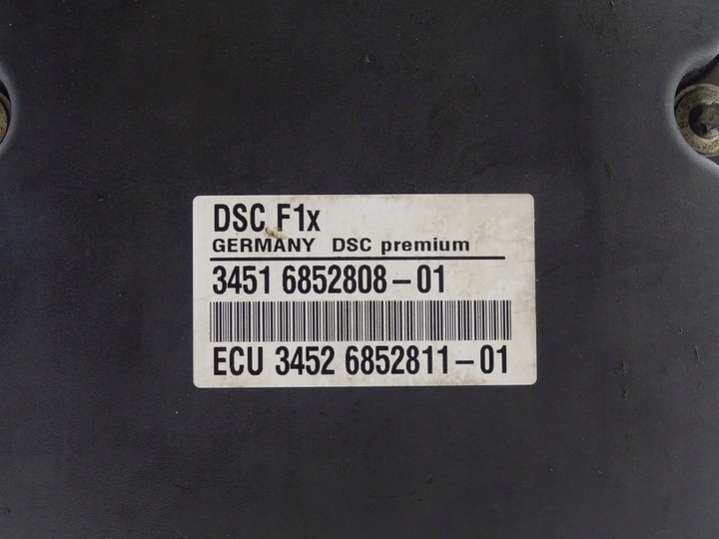 DSC F1x
GERMANY DSC premium
3451 6852808-01
ECU 3452 6852811-01